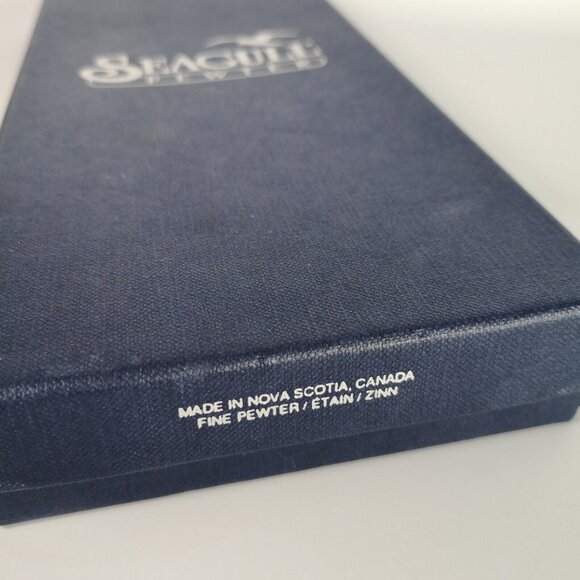 SEAGULL
PEWTER
MADE IN NOVA SCOTIA, CANADA
FINE PEWTER / ÉTAIN / ZINN